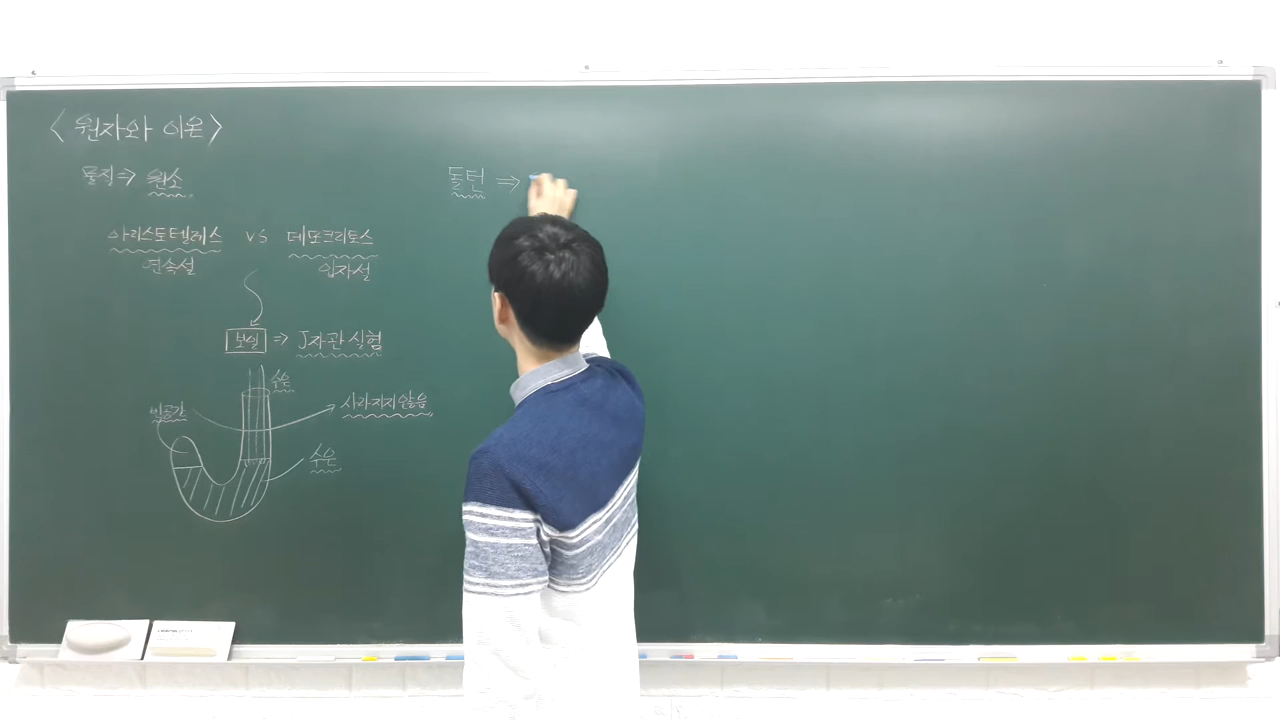 <원자와 이온>
물질⇒ 원소
아리스토텔레스 vs 데모크리토스
연속설 입자설
보일 ⇒ J자관 실험
수은
빈공간
사라지지 않음
수은
돌턴 ⇒